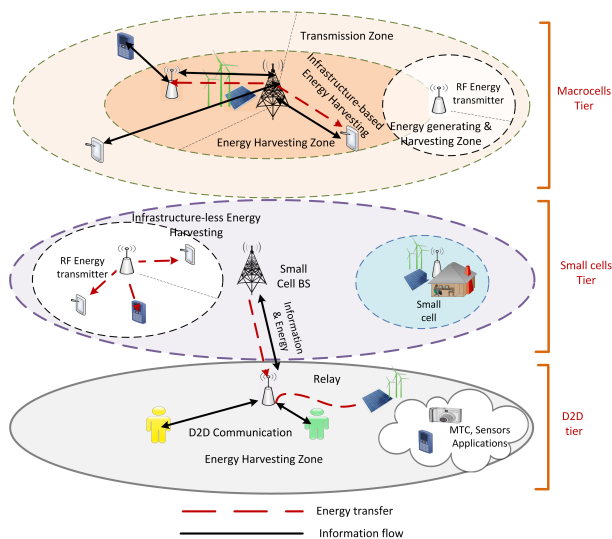 Transmission Zone
Infrastructure-based
Energy Harvesting
RF Energy
transmitter
Energy generating &
Harvesting Zone
Energy Harvesting Zone
Macrocells
Tier
Infrastructure-less Energy
Harvesting
RF Energy
transmitter
Small
Cell BS
Information
& Energy
Small
cell
Small cells
Tier
Relay
D2D Communication
Energy Harvesting Zone
MTC, Sensors
Applications
D2D
tier
Energy transfer
Information flow